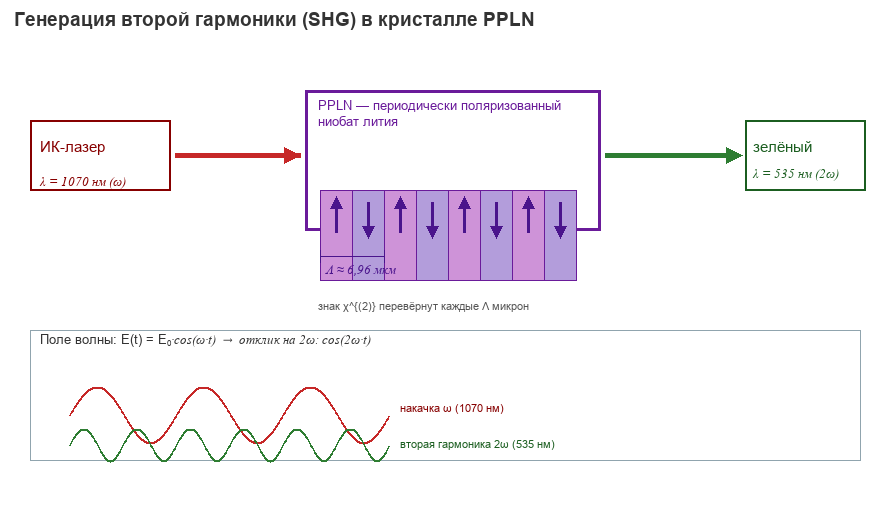 Генерация второй гармоники (SHG) в кристалле PPLN
PPLN — периодически поляризованный
ниобат лития
ИК-лазер
λ = 1070 нм (ω)
зелёный
λ = 535 нм (2ω)
Λ ≈ 6,96 мкм
знак χ^{(2)} перевёрнут каждые Λ микрон
Поле волны: E(t) = E₀·cos(ω·t) → отклик на 2ω: cos(2ω·t)
накачка ω (1070 нм)
вторая гармоника 2ω (535 нм)